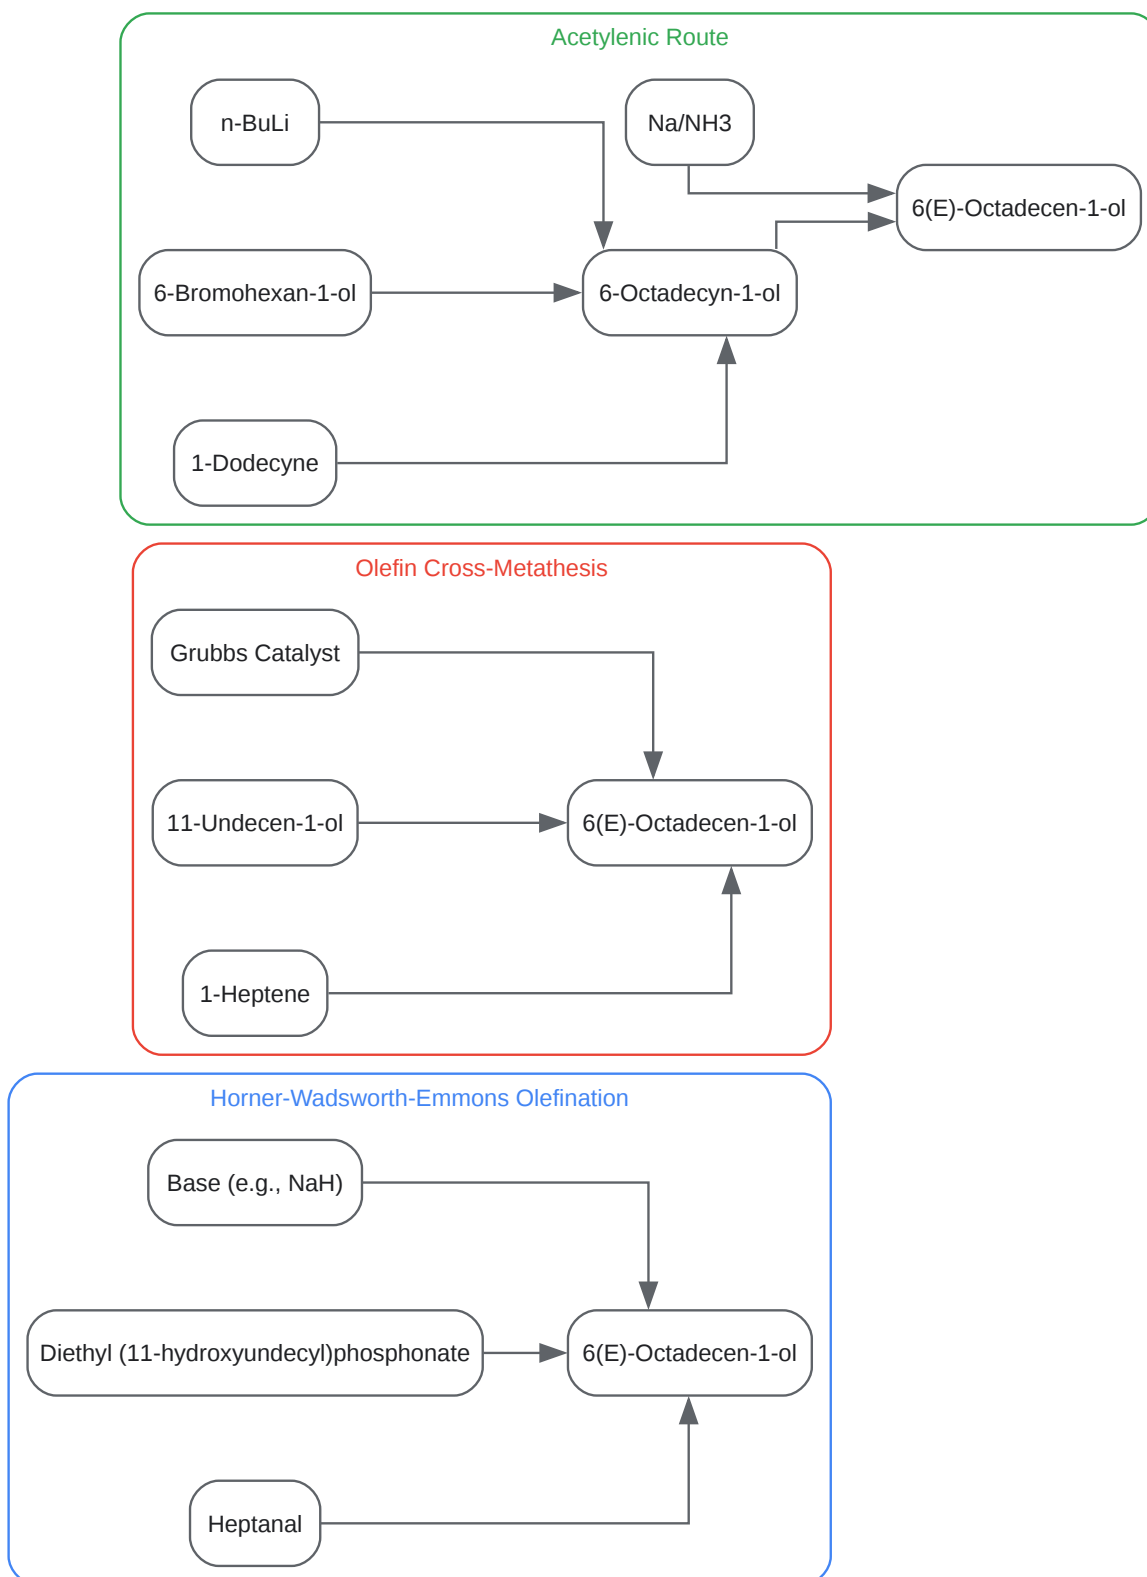 Acetylenic Route
n-BuLi
Na/NH3
6(E)-Octadecen-1-ol
6-Bromohexan-1-ol
6-Octadecyn-1-ol
1-Dodecyne
Olefin Cross-Metathesis
Grubbs Catalyst
11-Undecen-1-ol
6(E)-Octadecen-1-ol
1-Heptene
Horner-Wadsworth-Emmons Olefination
Base (e.g., NaH)
Diethyl (11-hydroxyundecyl)phosphonate
6(E)-Octadecen-1-ol
Heptanal